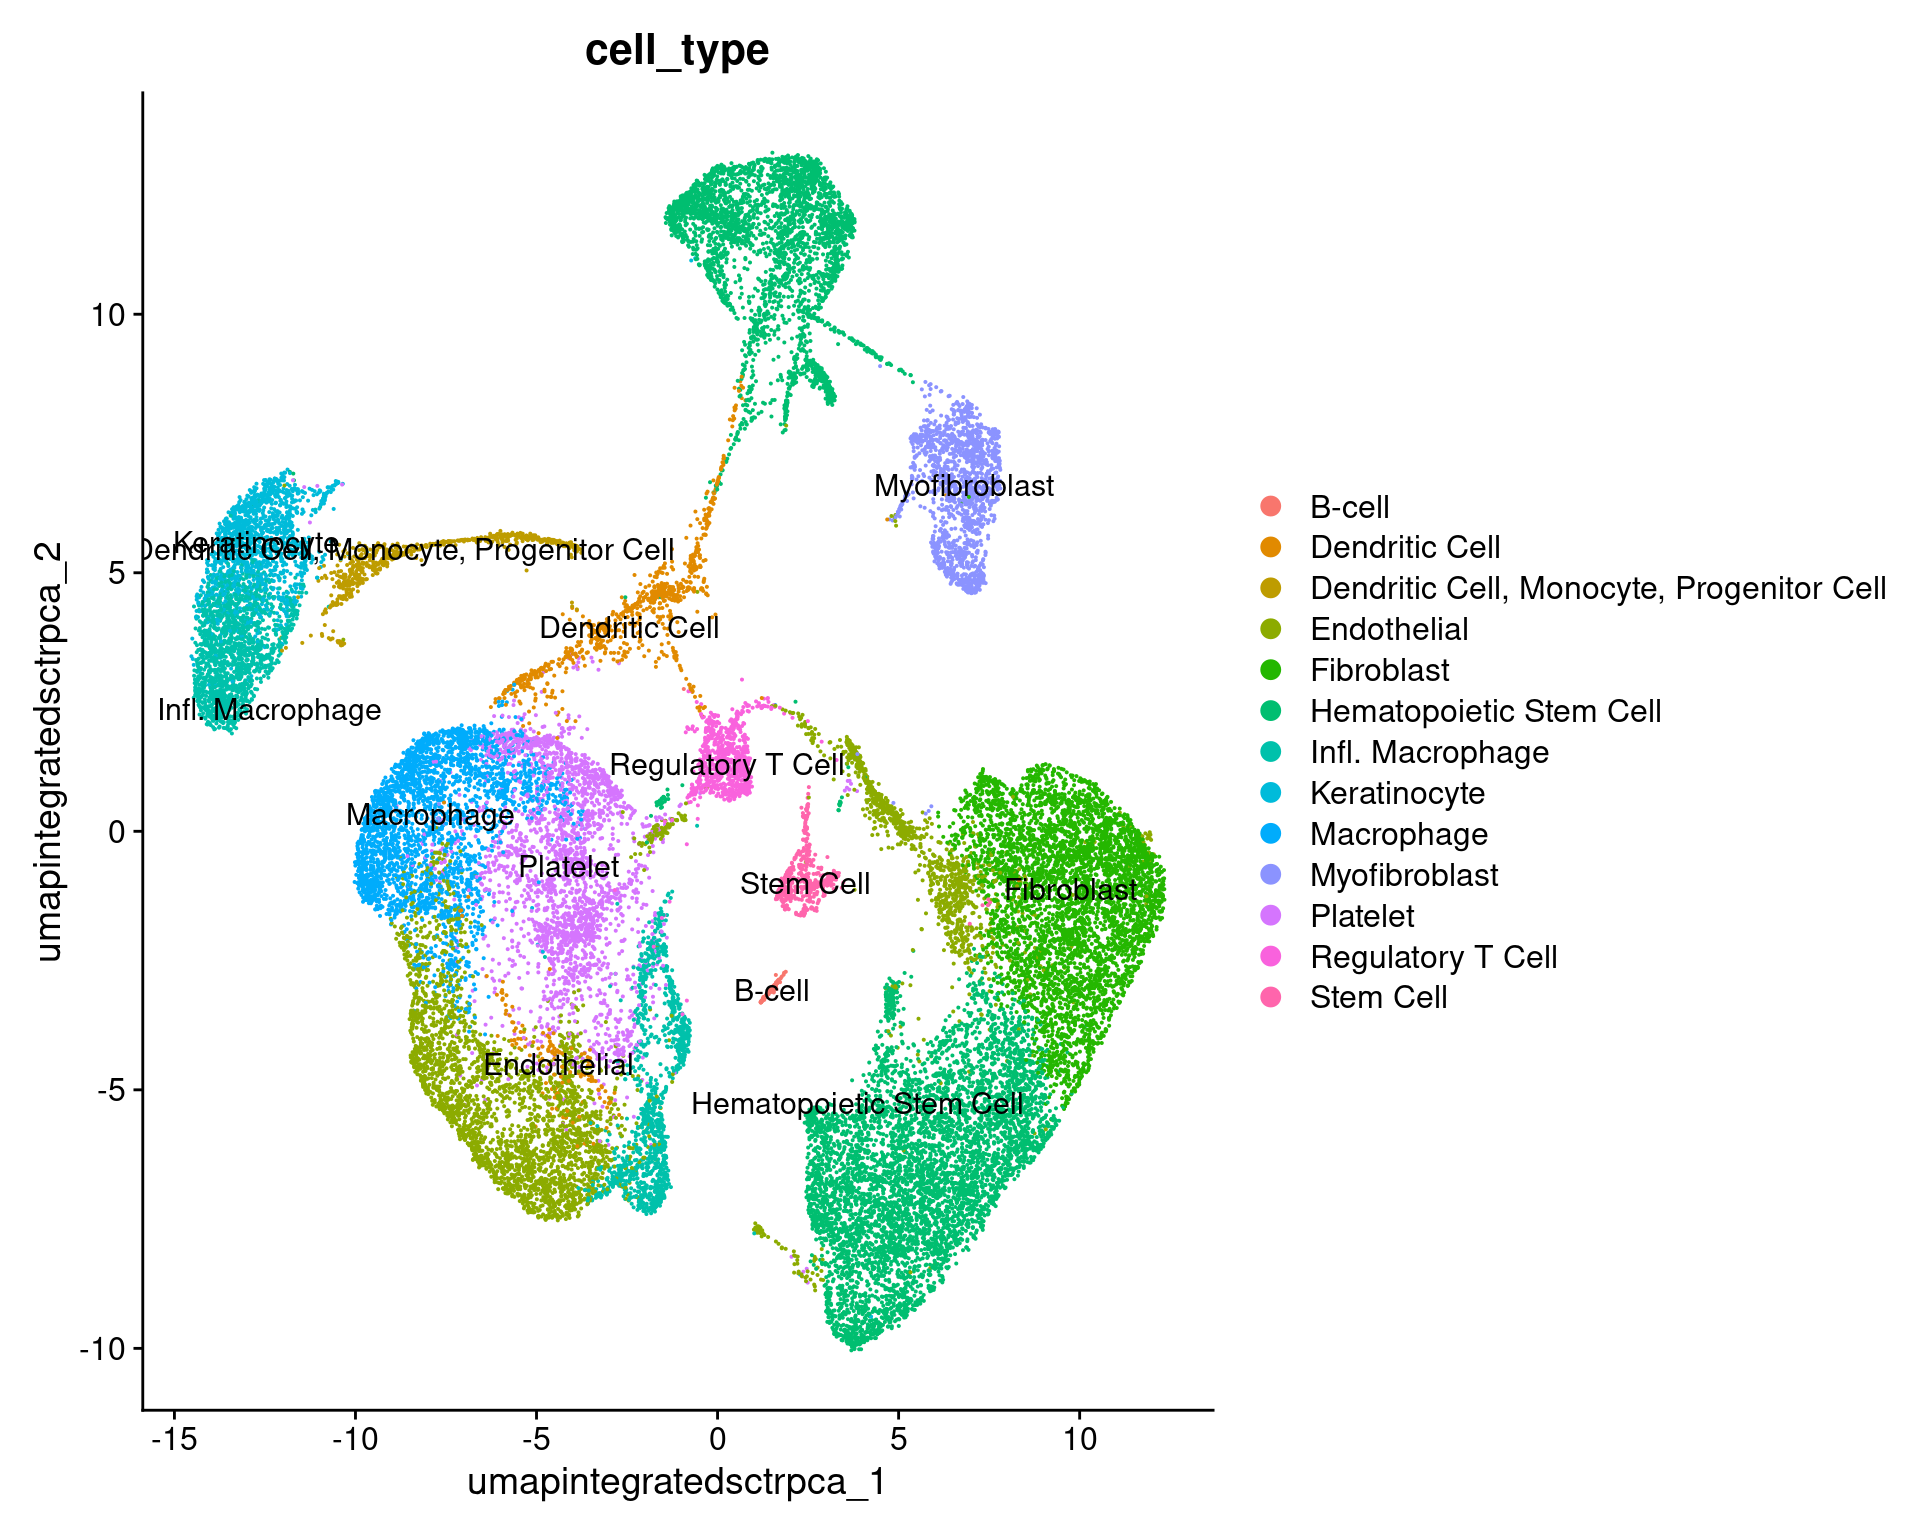 cell_type
umapintegratedsctrpca_2
10
5
0
-5
-10
Myofibroblast
Keratinocyte
Dendritic Cell, Monocyte, Progenitor Cell
Dendritic Cell
Infl. Macrophage
Regulatory T Cell
Macrophage
Platelet
Stem Cell
Fibroblast
B-cell
Endothelial
Hematopoietic Stem Cell
-15
-10
-5
0
5
10
umapintegratedsctrpca_1
B-cell
Dendritic Cell
Dendritic Cell, Monocyte, Progenitor Cell
Endothelial
Fibroblast
Hematopoietic Stem Cell
Infl. Macrophage
Keratinocyte
Macrophage
Myofibroblast
Platelet
Regulatory T Cell
Stem Cell